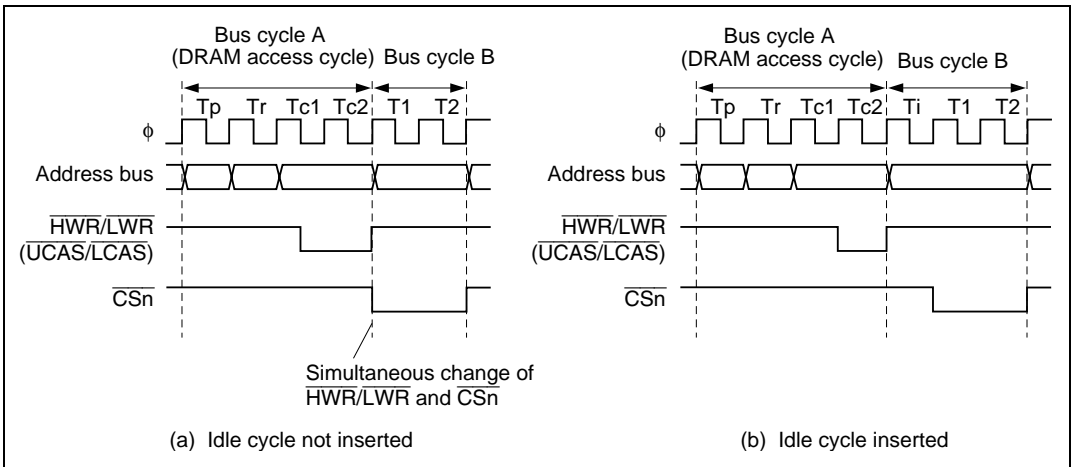 Bus cycle A
(DRAM access cycle)
Bus cycle B
Tp Tr Tc1 Tc2 T1 T2
φ
Address bus
HWR/LWR
(UCAS/LCAS)
CSn
Simultaneous change of
HWR/LWR and CSn
(a) Idle cycle not inserted
Bus cycle A
(DRAM access cycle)
Bus cycle B
Tp Tr Tc1 Tc2 Ti T1 T2
φ
Address bus
HWR/LWR
(UCAS/LCAS)
CSn
(b) Idle cycle inserted